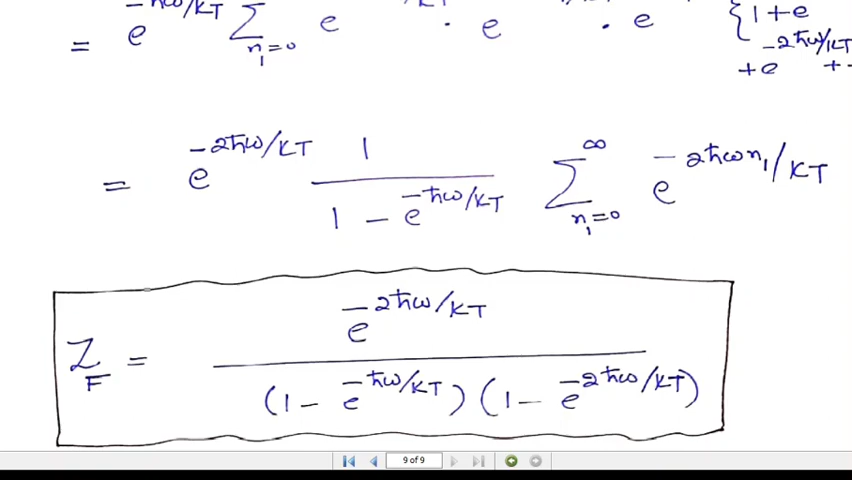 = e^{-ħω/KT} Σ_{n₁=0} e · e · e {1+e
+e^{-2ħω/KT} +
= e^{-2ħω/KT} 1/(1 - e^{-ħω/KT}) Σ_{n₁=0}^{∞} e^{-2ħωn₁/KT}
Z_F = e^{-2ħω/KT}/((1 - e^{-ħω/KT})(1 - e^{-2ħω/KT}))
9 of 9